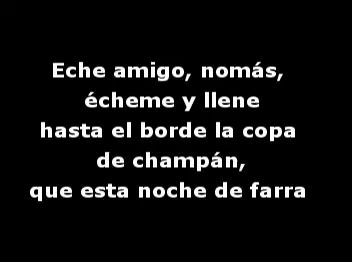 Eche amigo, nomás,
écheme y llene
hasta el borde la copa
de champán,
que esta noche de farra